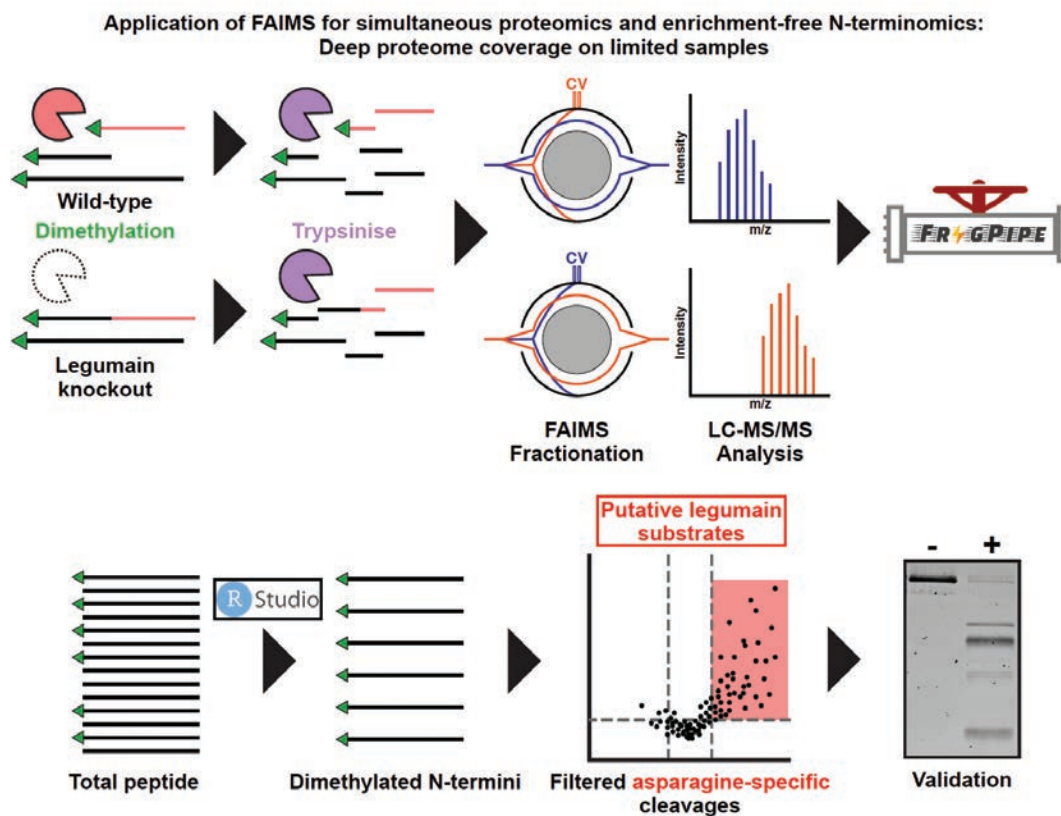 Application of FAIMS for simultaneous proteomics and enrichment-free N-terminomics:
Deep proteome coverage on limited samples
Wild-type
Dimethylation
Legumain
knockout
Trypsinise
CV
CV
FAIMS
Fractionation
Intensity
m/z
Intensity
m/z
LC-MS/MS
Analysis
FRAGPIPE
Total peptide
R Studio
Dimethylated N-termini
Putative legumain
substrates
Filtered asparagine-specific
cleavages
- +
Validation